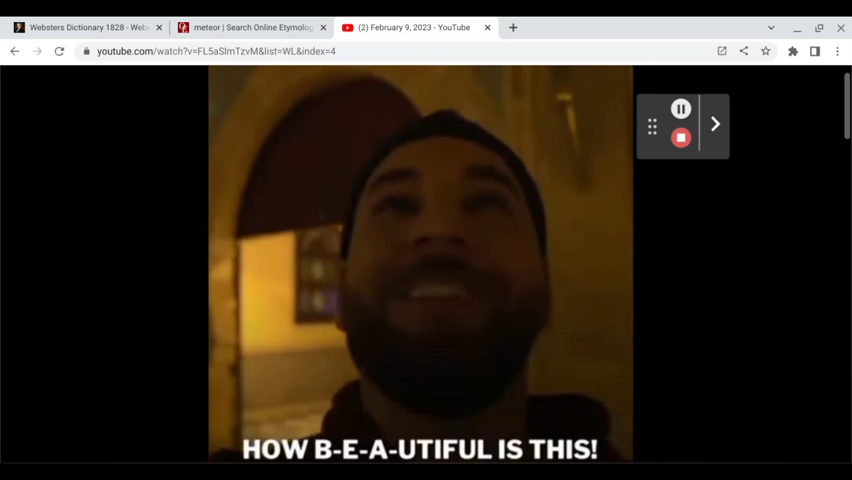 Websters Dictionary 1828 - Webs
meteor | Search Online Etymolog
(2) February 9, 2023 - YouTube
youtube.com/watch?v=FL5aSlmTzvM&list=WL&index=4
HOW B-E-A-UTIFUL IS THIS!